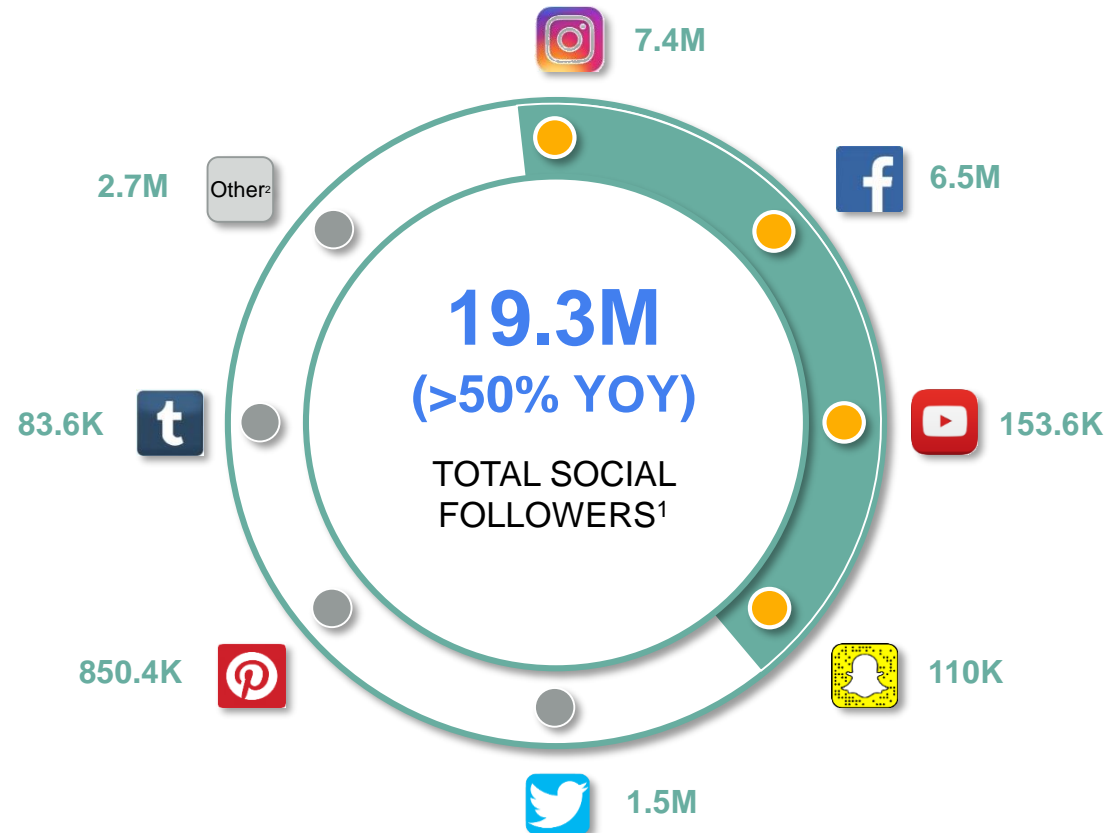 7.4M
6.5M
2.7M
Other2
19.3M
(>50% YOY)
TOTAL SOCIAL
FOLLOWERS1
83.6K
153.6K
850.4K
110K
1.5M